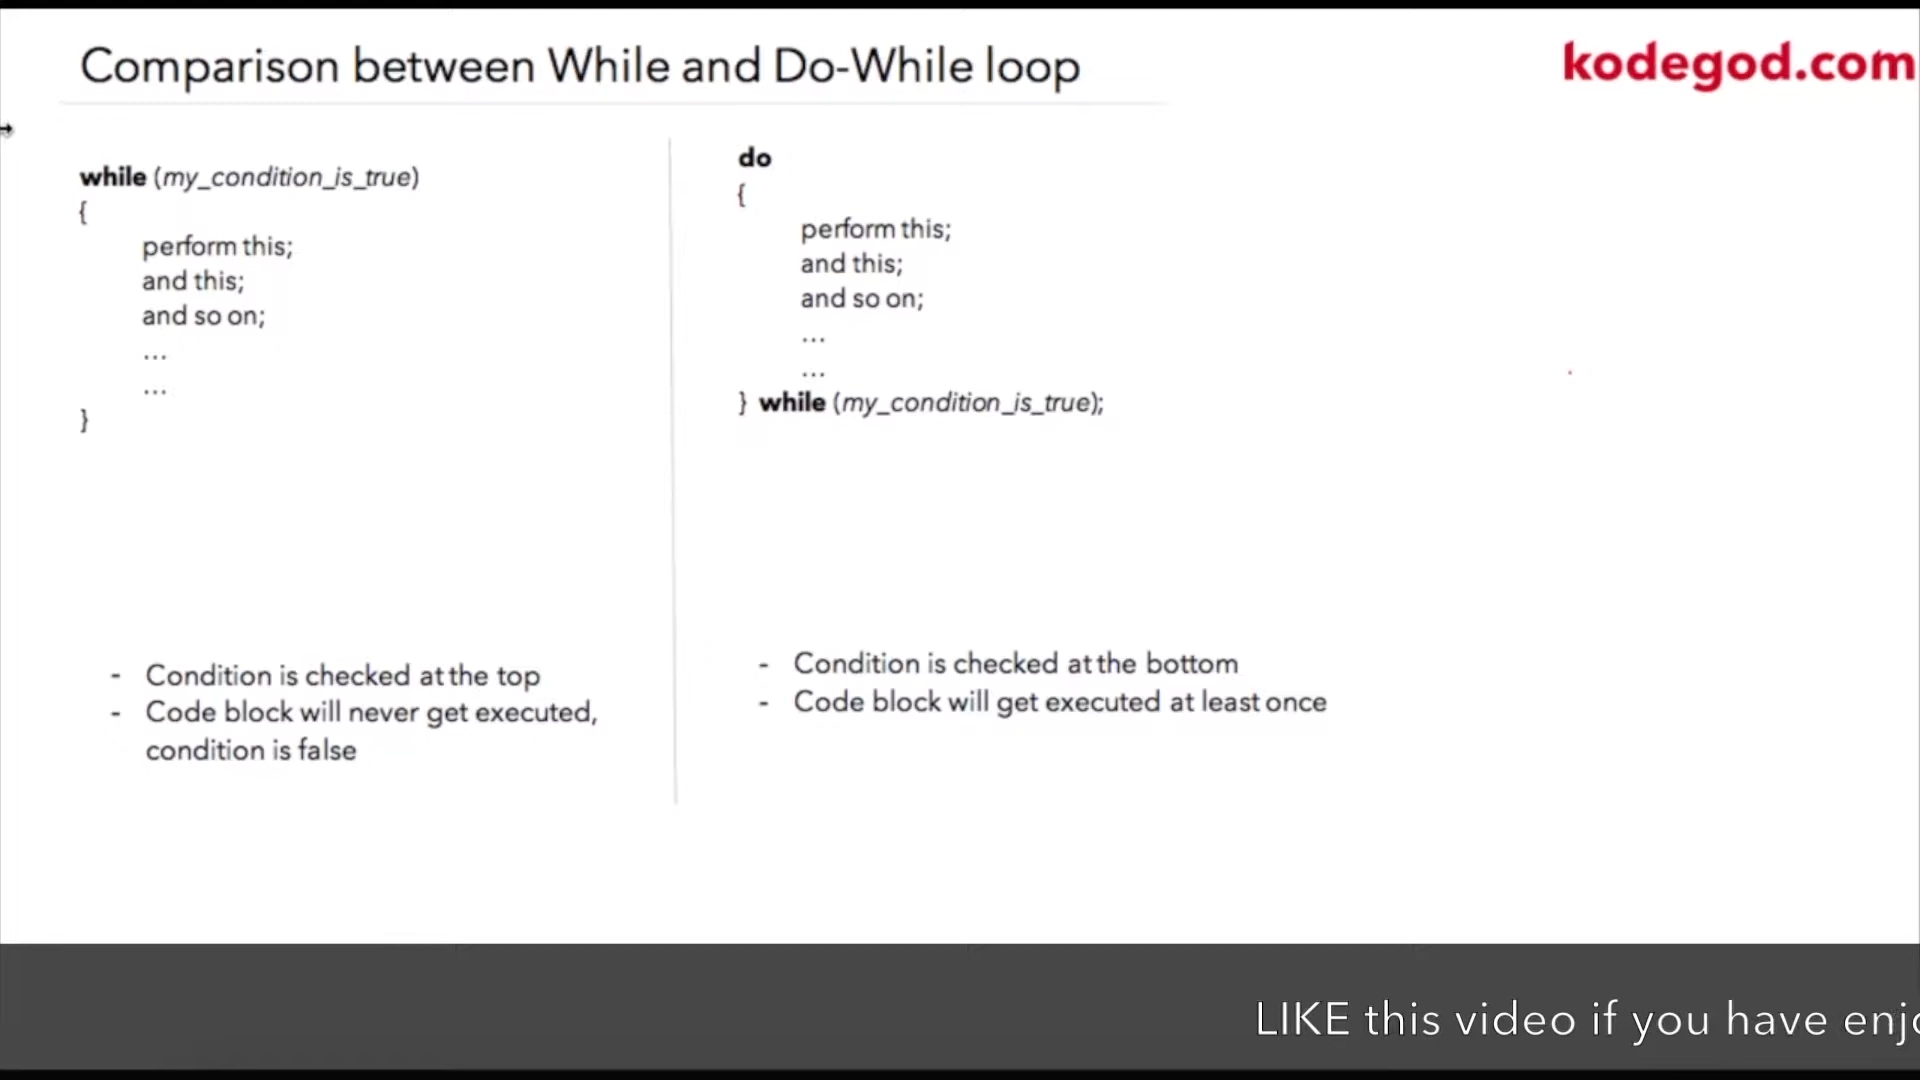 Comparison between While and Do-While loop
kodegod.com
while (my_condition_is_true)
{
perform this;
and this;
and so on;
...
...
}
- Condition is checked at the top
- Code block will never get executed,
condition is false
do
{
perform this;
and this;
and so on;
...
...
} while (my_condition_is_true);
- Condition is checked at the bottom
- Code block will get executed at least once
LIKE this video if you have